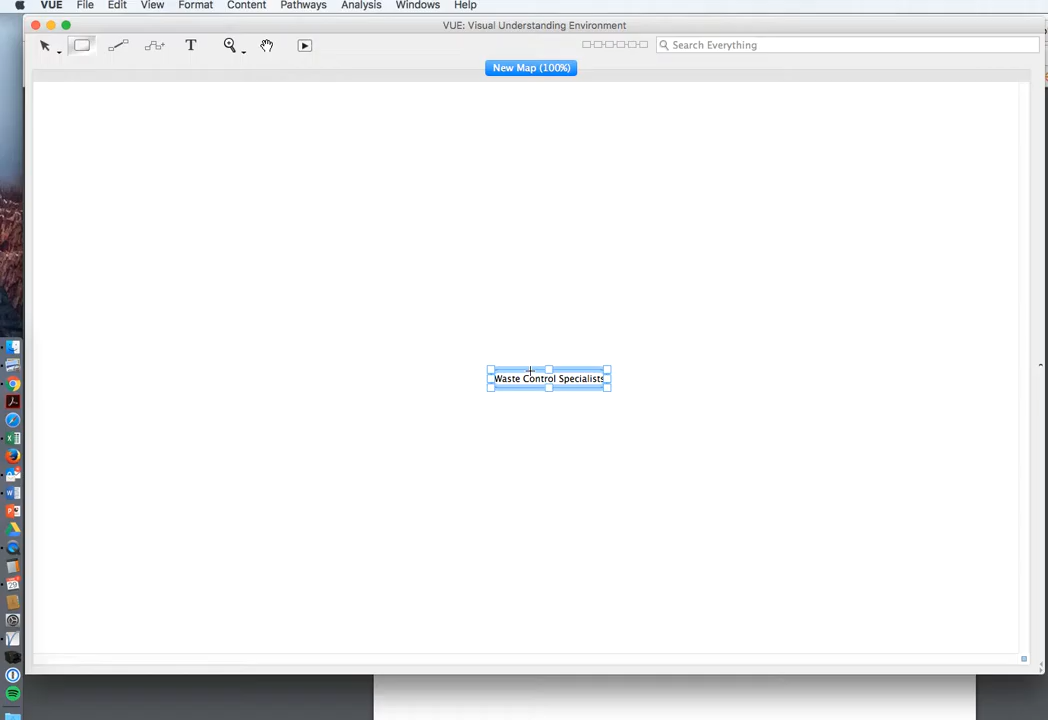 VUE File Edit View Format Content Pathways Analysis Windows Help
VUE: Visual Understanding Environment
T Search Everything
New Map (100%)
Waste Control Specialists